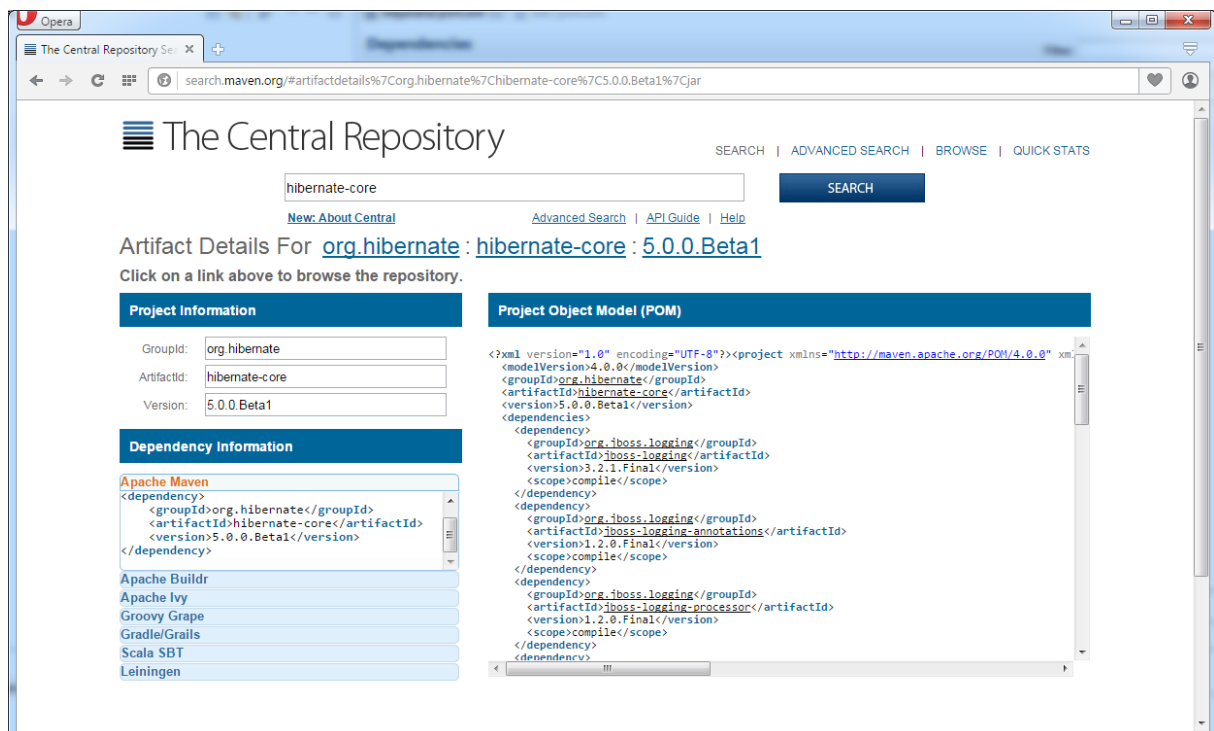 Opera
Dependencies
The Central Repository Se
search.maven.org/#artifactdetails%7Corg.hibernate%7Chibernate-core%7C5.0.0.Beta1%7Cjar
The Central Repository
SEARCH | ADVANCED SEARCH | BROWSE | QUICK STATS
hibernate-core
SEARCH
New: About Central
Advanced Search | API Guide | Help
Artifact Details For org.hibernate : hibernate-core : 5.0.0.Beta1
Click on a link above to browse the repository.
Project Information
GroupId: org.hibernate
ArtifactId: hibernate-core
Version: 5.0.0.Beta1
Dependency Information
Apache Maven
<dependency>
<groupId>org.hibernate</groupId>
<artifactId>hibernate-core</artifactId>
<version>5.0.0.Beta1</version>
</dependency>
Apache Buildr
Apache Ivy
Groovy Grape
Gradle/Grails
Scala SBT
Leiningen
Project Object Model (POM)
<?xml version="1.0" encoding="UTF-8"?><project xmlns="http://maven.apache.org/POM/4.0.0" xm
<modelVersion>4.0.0</modelVersion>
<groupId>org.hibernate</groupId>
<artifactId>hibernate-core</artifactId>
<version>5.0.0.Beta1</version>
<dependencies>
<dependency>
<groupId>org.jboss.logging</groupId>
<artifactId>jboss-logging</artifactId>
<version>3.2.1.Final</version>
<scope>compile</scope>
</dependency>
<dependency>
<groupId>org.jboss.logging</groupId>
<artifactId>jboss-logging-annotations</artifactId>
<version>1.2.0.Final</version>
<scope>compile</scope>
</dependency>
<dependency>
<groupId>org.jboss.logging</groupId>
<artifactId>jboss-logging-processor</artifactId>
<version>1.2.0.Final</version>
<scope>compile</scope>
</dependency>
<dependency>